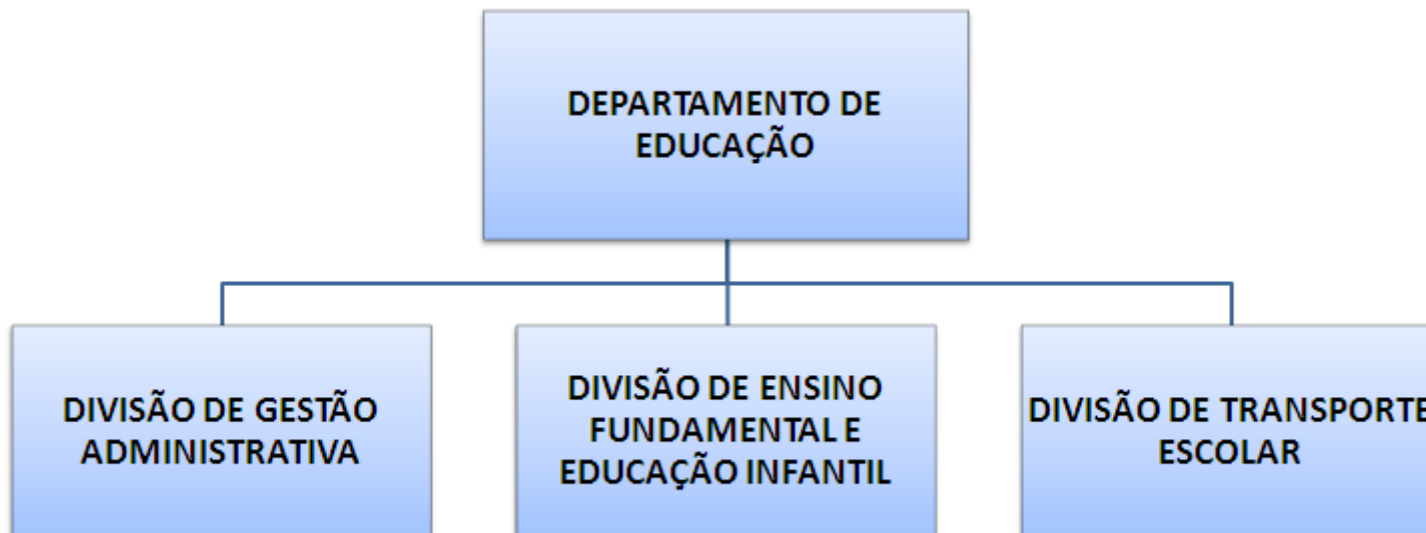 DEPARTAMENTO DE
EDUCAÇÃO
DIVISÃO DE GESTÃO
ADMINISTRATIVA
DIVISÃO DE ENSINO
FUNDAMENTAL E
EDUCAÇÃO INFANTIL
DIVISÃO DE TRANSPORTE
ESCOLAR